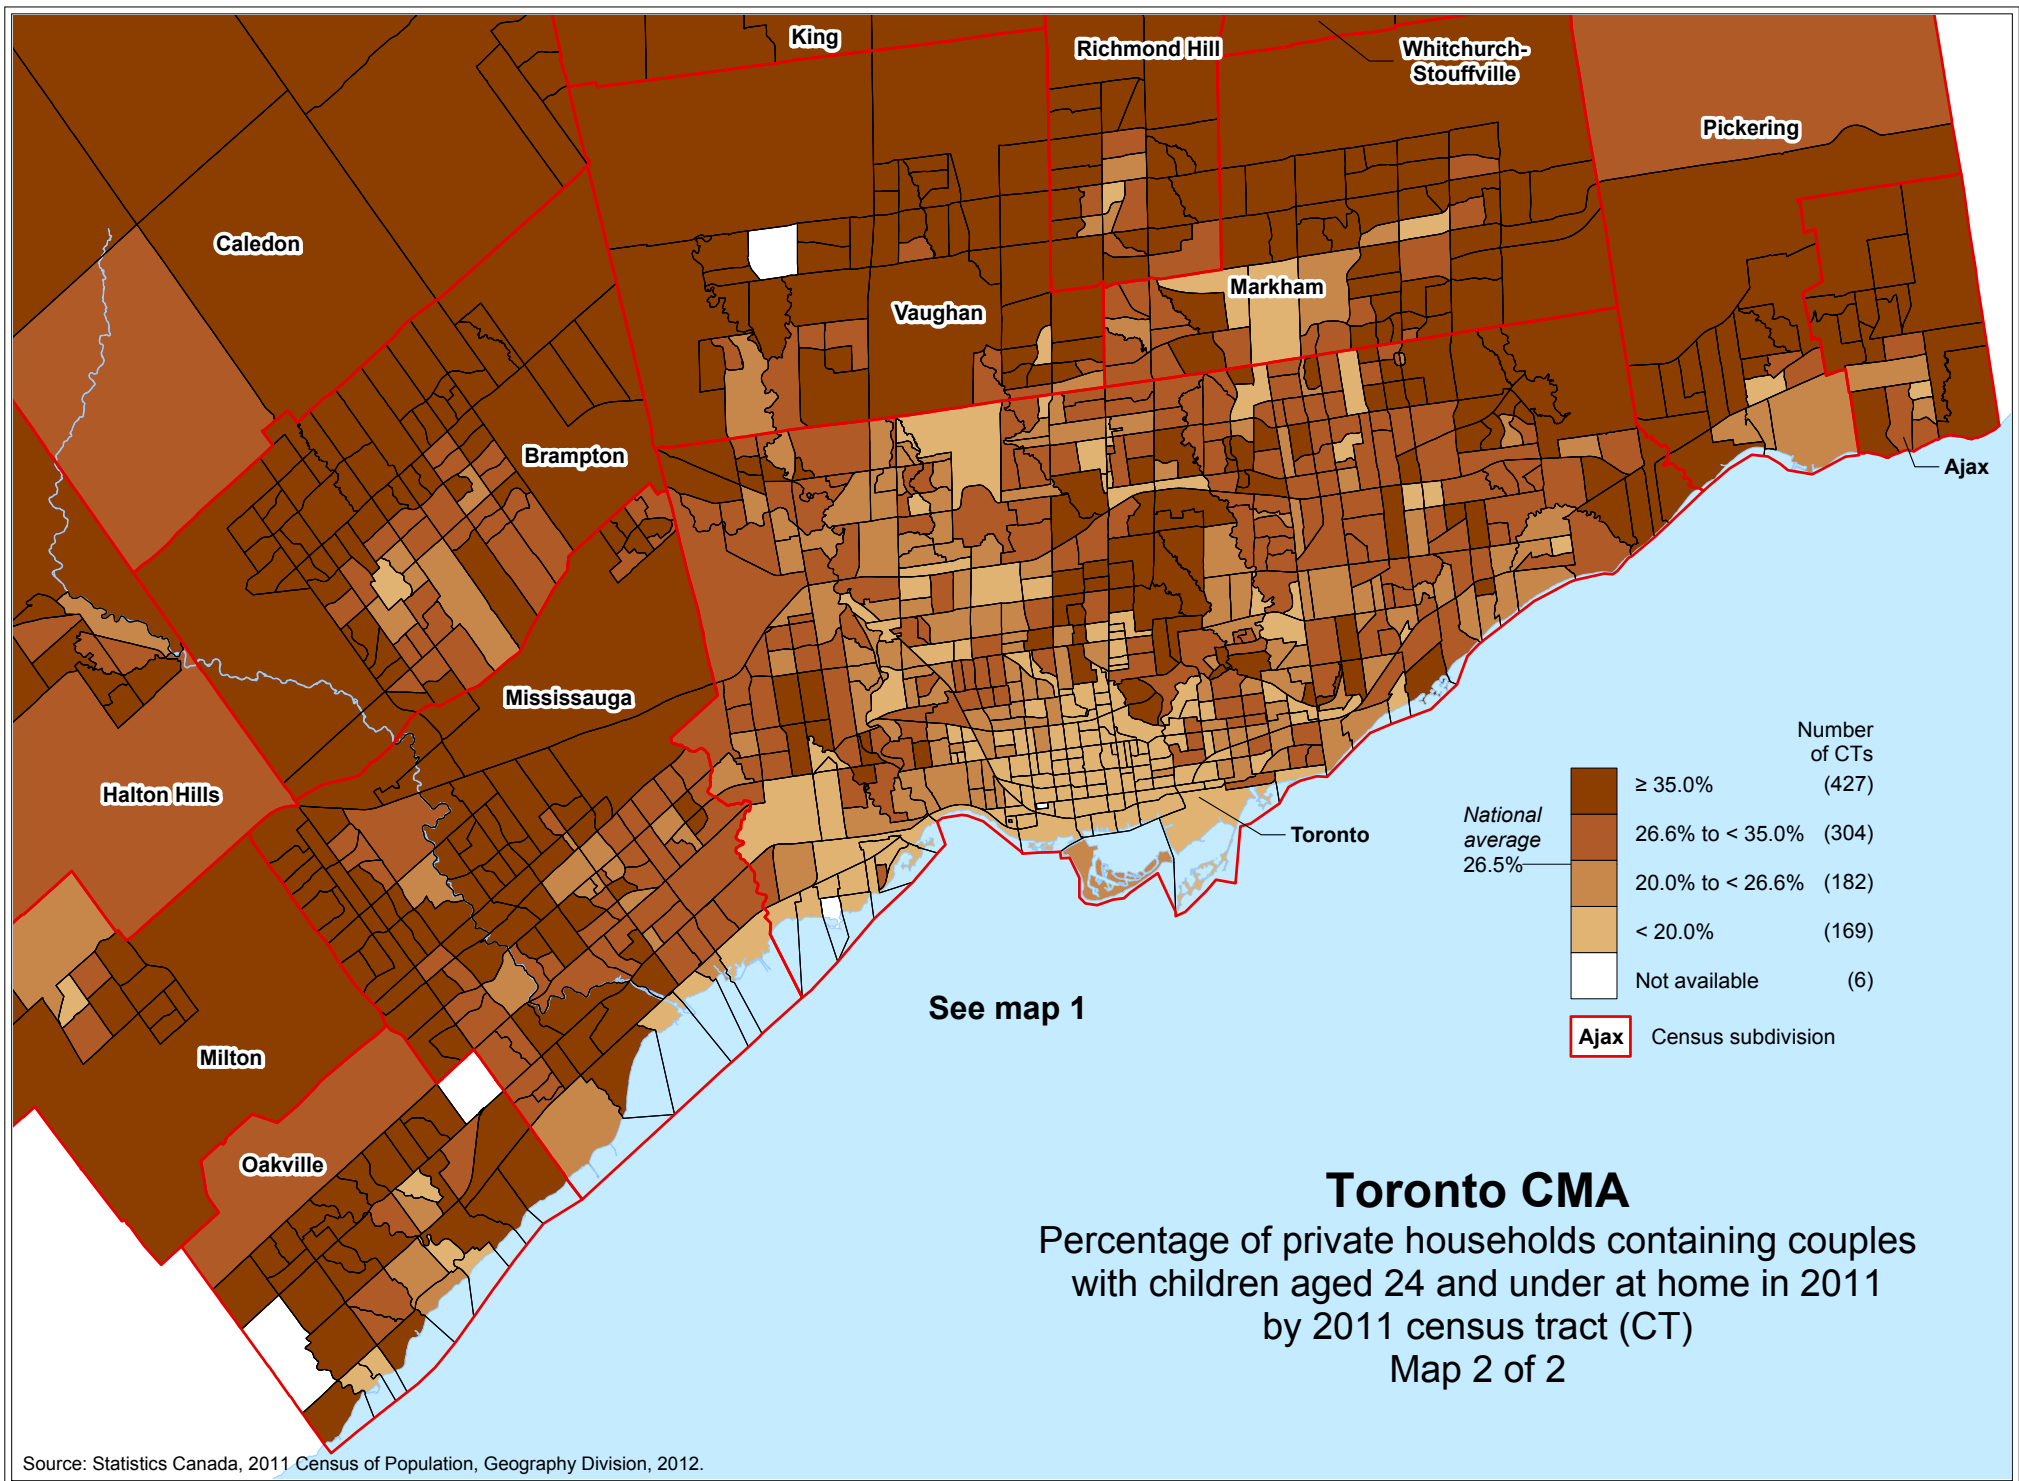 King
Richmond Hill
Whitchurch-
Stouffville
Pickering
Caledon
Markham
Vaughan
Brampton
Ajax
Mississauga
Halton Hills
Toronto
Milton
Oakville
See map 1
Number
of CTs
≥ 35.0% (427)
26.6% to < 35.0% (304)
20.0% to < 26.6% (182)
< 20.0% (169)
Not available (6)
National
average
26.5%
Ajax Census subdivision
Toronto CMA
Percentage of private households containing couples
with children aged 24 and under at home in 2011
by 2011 census tract (CT)
Map 2 of 2
Source: Statistics Canada, 2011 Census of Population, Geography Division, 2012.